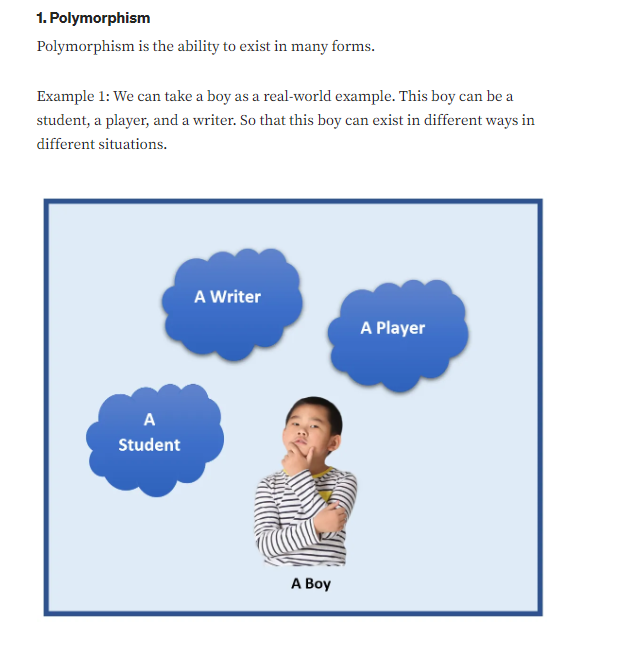 1. Polymorphism
Polymorphism is the ability to exist in many forms.
Example 1: We can take a boy as a real-world example. This boy can be a
student, a player, and a writer. So that this boy can exist in different ways in
different situations.
A Writer
A Player
A
Student
A Boy